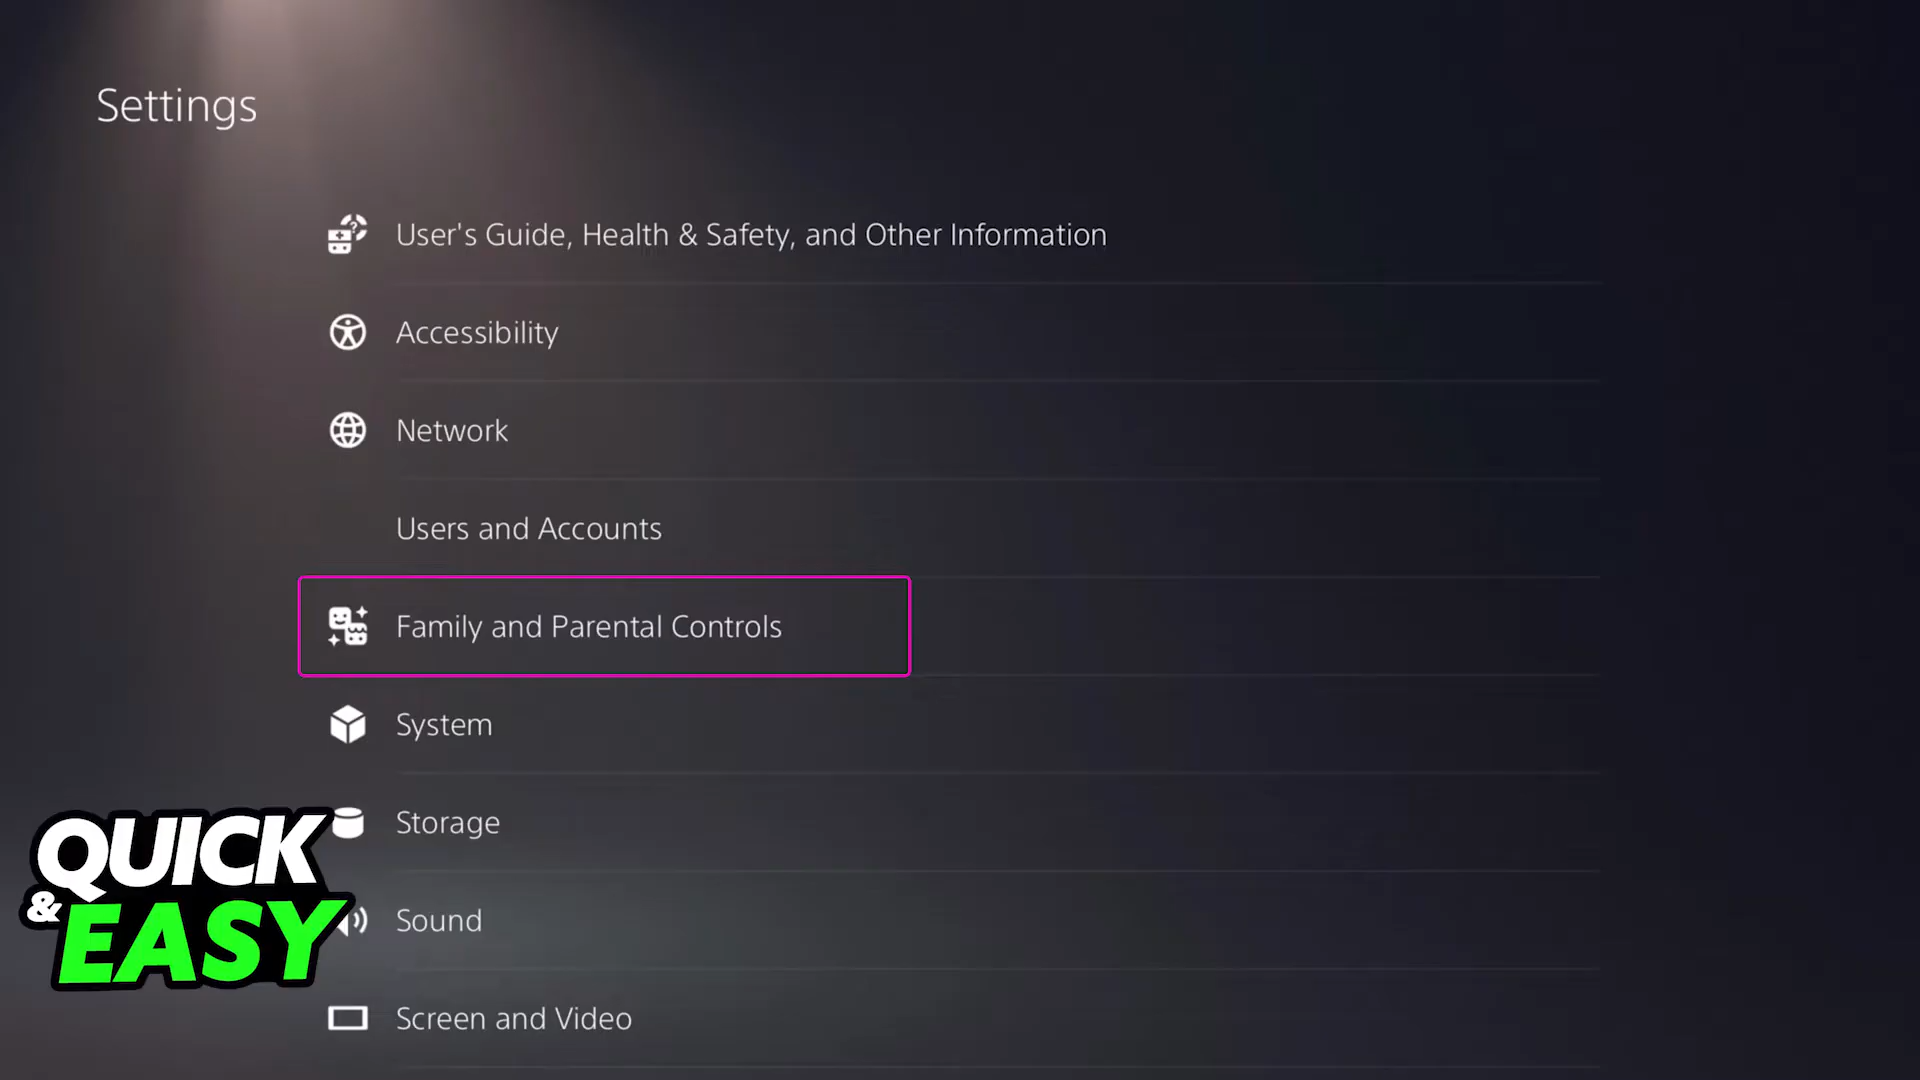 Settings
User's Guide, Health & Safety, and Other Information
Accessibility
Network
Users and Accounts
Family and Parental Controls
System
Storage
Sound
Screen and Video
QUICK
& EASY